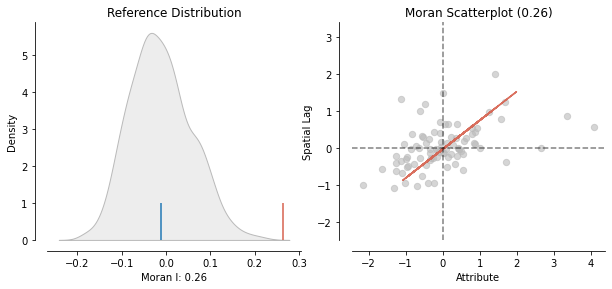 Reference Distribution
Density
5
4
3
2
1
0
−0.2 −0.1 0.0 0.1 0.2 0.3
Moran I: 0.26
Moran Scatterplot (0.26)
Spatial Lag
3
2
1
0
−1
−2
−2 −1 0 1 2 3 4
Attribute